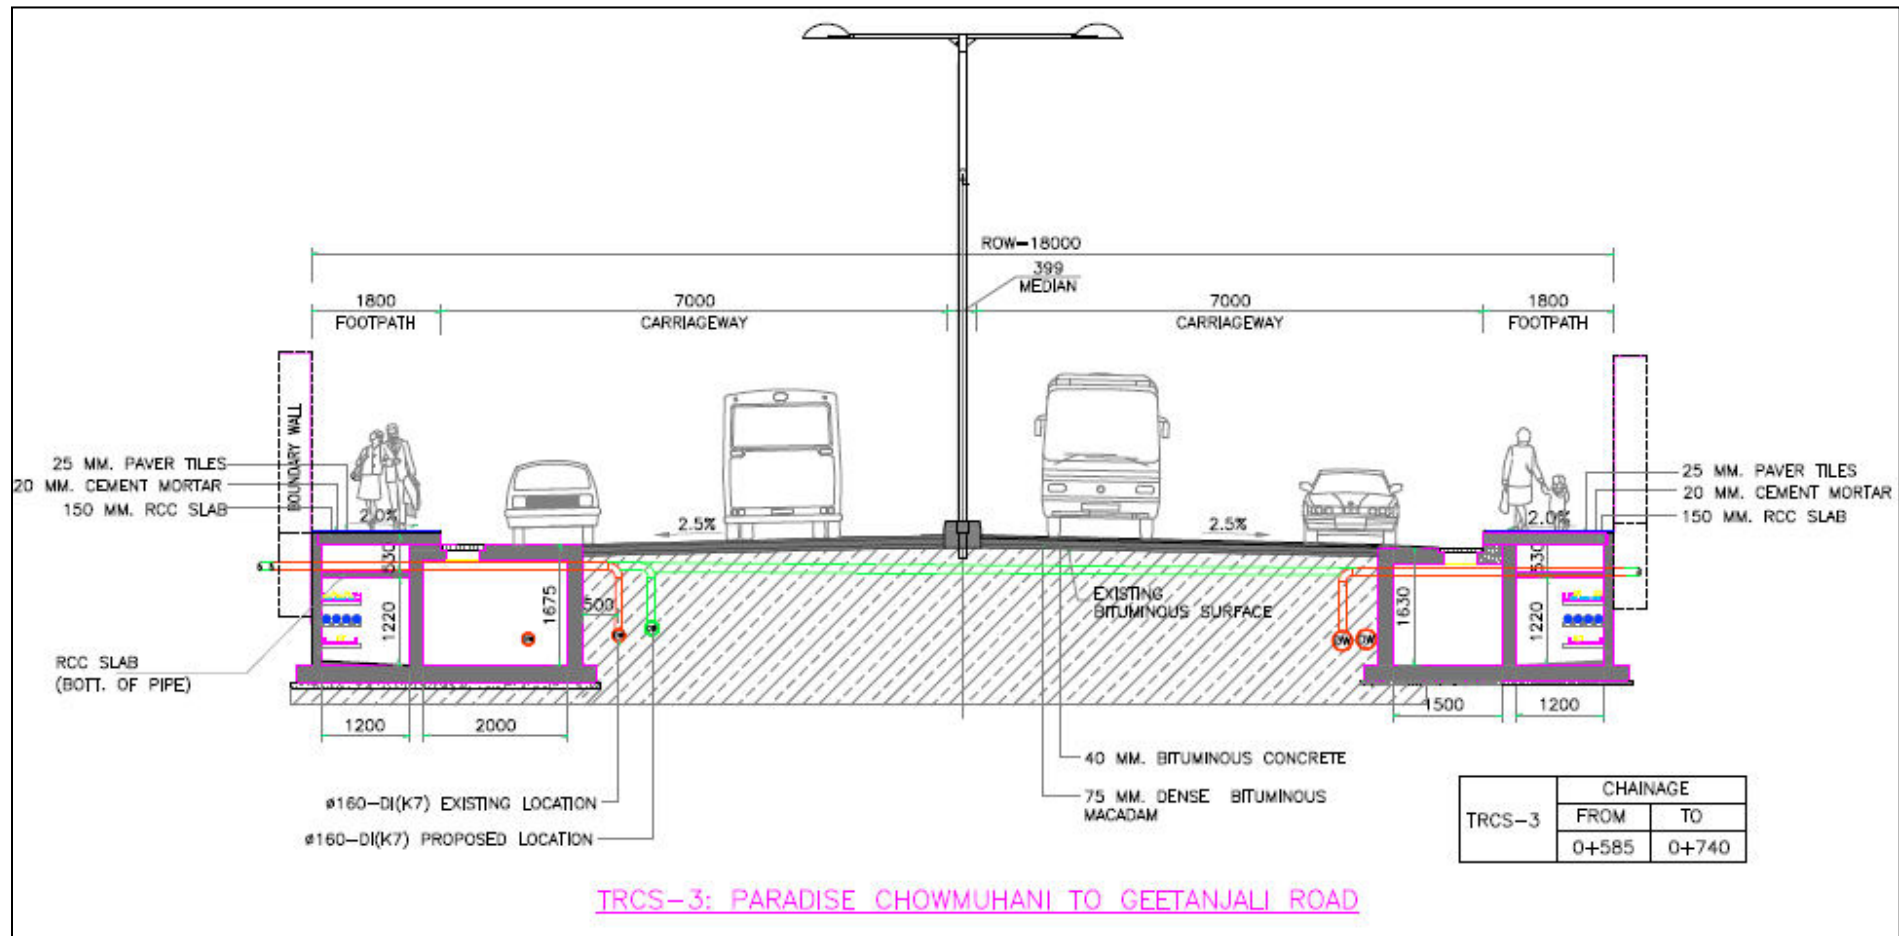 ROW-18000
399
MEDIAN
1800
7000
7000
1800
FOOTPATH
CARRIAGEWAY
CARRIAGEWAY
FOOTPATH
BOUNDARY WALL
25 MM. PAVER TILES
20 MM. CEMENT MORTAR
150 MM. RCC SLAB
25 MM. PAVER TILES
20 MM. CEMENT MORTAR
150 MM. RCC SLAB
2.0%
2.5%
2.5%
2.0%
530
1220
1675
500
EXISTING
BITUMINOUS SURFACE
1630
530
1220
DW
DW
RCC SLAB
(BOTT. OF PIPE)
1200
2000
1500
1200
40 MM. BITUMINOUS CONCRETE
75 MM. DENSE BITUMINOUS
MACADAM
ø160-DI(K7) EXISTING LOCATION
ø160-DI(K7) PROPOSED LOCATION
TRCS-3
CHAINAGE
FROM TO
0+585 0+740
TRCS-3: PARADISE CHOWMUHANI TO GEETANJALI ROAD